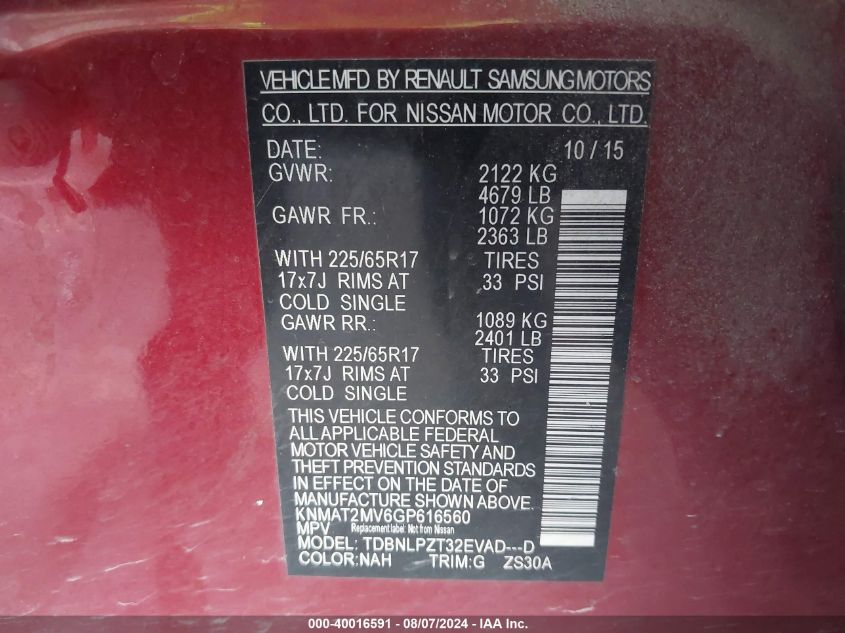 VEHICLE MFD BY RENAULT SAMSUNG MOTORS
CO., LTD. FOR NISSAN MOTOR CO., LTD.
DATE: 10 / 15
GVWR: 2122 KG
4679 LB
GAWR FR.: 1072 KG
2363 LB
WITH 225/65R17 TIRES
17x7J RIMS AT 33 PSI
COLD SINGLE
GAWR RR.: 1089 KG
2401 LB
WITH 225/65R17 TIRES
17x7J RIMS AT 33 PSI
COLD SINGLE
THIS VEHICLE CONFORMS TO
ALL APPLICABLE FEDERAL
MOTOR VEHICLE SAFETY AND
THEFT PREVENTION STANDARDS
IN EFFECT ON THE DATE OF
MANUFACTURE SHOWN ABOVE.
KNMAT2MV6GP616560
MPV Replacement label Not from Nissan
MODEL: TDBNLPZT32EVAD---D
COLOR:NAH TRIM:G ZS30A
000-40016591 - 08/07/2024 - IAA Inc.